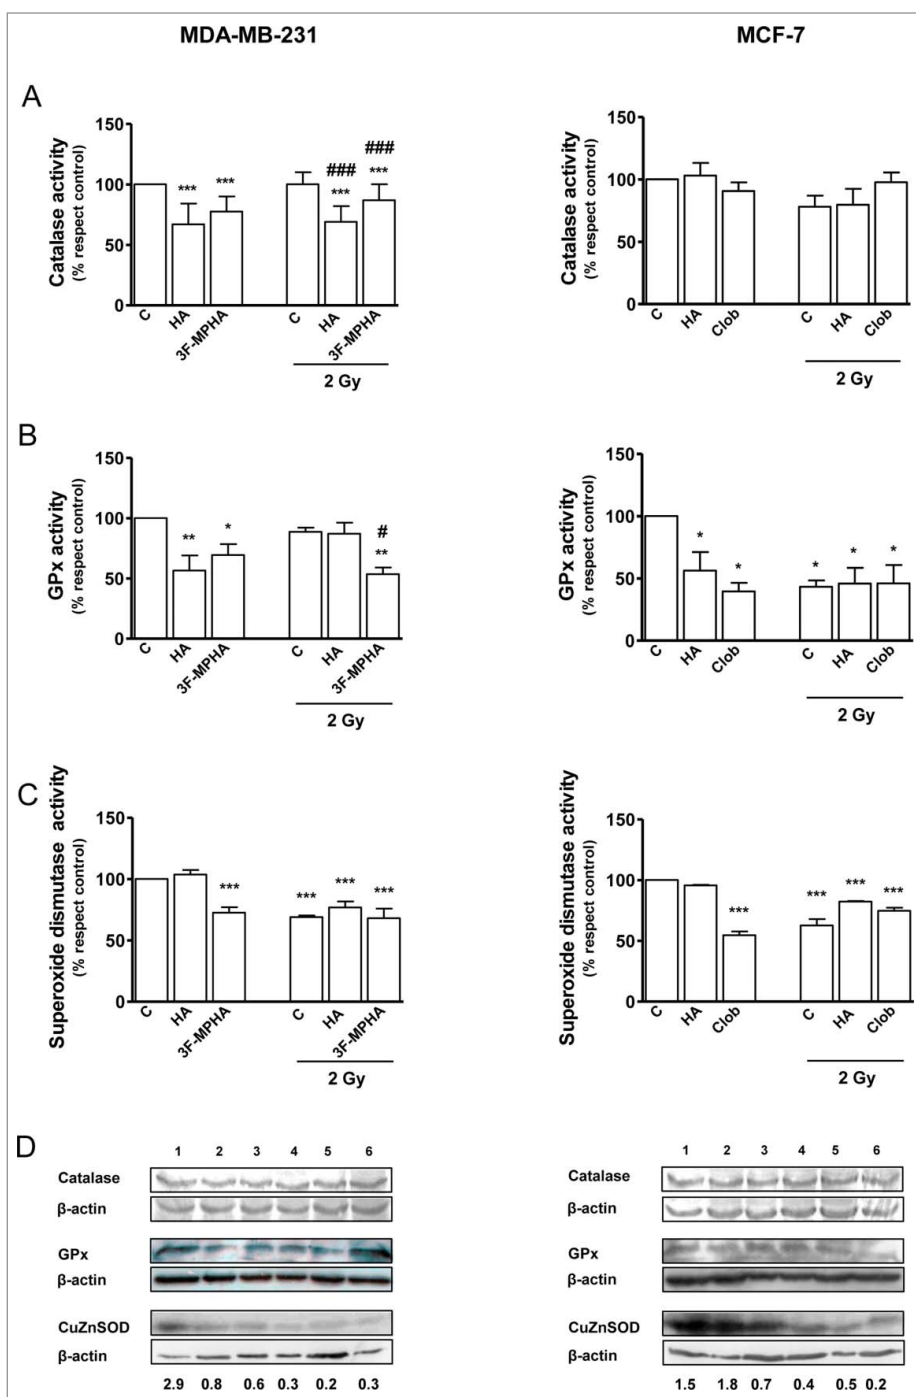 MDA-MB-231
MCF-7
A
Catalase activity
(% respect control)
150
100
50
0
*** ***
### ###
*** ***
C HA 3F-MPHA C HA 3F-MPHA
2 Gy
Catalase activity
(% respect control)
150
100
50
0
C HA Clob C HA Clob
2 Gy
B
GPx activity
(% respect control)
150
100
50
0
** *
#
**
C HA 3F-MPHA C HA 3F-MPHA
2 Gy
GPx activity
(% respect control)
150
100
50
0
* * * * *
C HA Clob C HA Clob
2 Gy
C
Superoxide dismutase activity
(% respect control)
150
100
50
0
*** *** *** ***
C HA 3F-MPHA C HA 3F-MPHA
2 Gy
Superoxide dismutase activity
(% respect control)
150
100
50
0
*** *** *** ***
C HA Clob C HA Clob
2 Gy
D
1 2 3 4 5 6
Catalase
β-actin
GPx
β-actin
CuZnSOD
β-actin
2.9 0.8 0.6 0.3 0.2 0.3
1 2 3 4 5 6
Catalase
β-actin
GPx
β-actin
CuZnSOD
β-actin
1.5 1.8 0.7 0.4 0.5 0.2